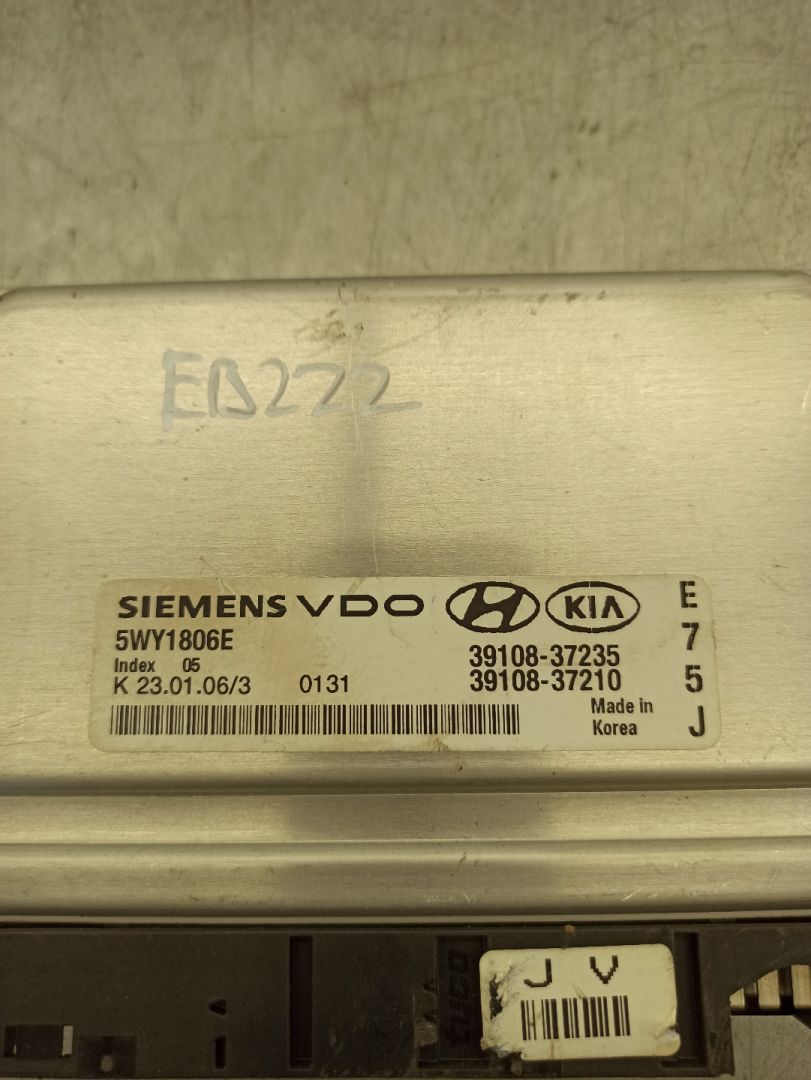 EB222
SIEMENS VDO KIA
5WY1806E
Index 05
K 23.01.06/3 0131
39108-37235
39108-37210
Made in
Korea
E
7
5
J
tyco
J V